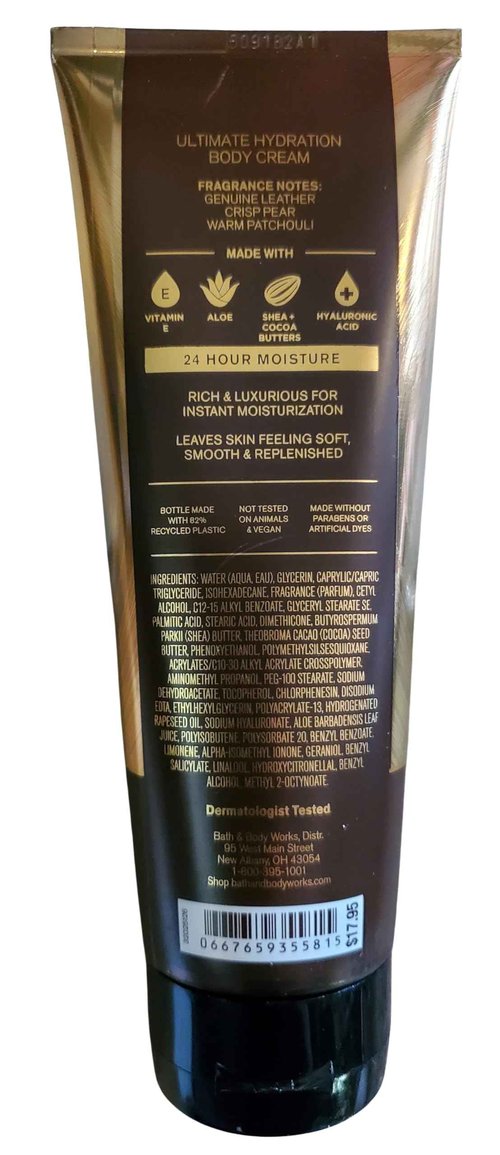 509182A1
ULTIMATE HYDRATION
BODY CREAM
FRAGRANCE NOTES:
GENUINE LEATHER
CRISP PEAR
WARM PATCHOULI
MADE WITH
E
VITAMIN
E
ALOE
SHEA +
COCOA
BUTTERS
HYALURONIC
ACID
24 HOUR MOISTURE
RICH & LUXURIOUS FOR
INSTANT MOISTURIZATION
LEAVES SKIN FEELING SOFT,
SMOOTH & REPLENISHED
BOTTLE MADE
WITH 82%
RECYCLED PLASTIC
NOT TESTED
ON ANIMALS
& VEGAN
MADE WITHOUT
PARABENS OR
ARTIFICIAL DYES
INGREDIENTS: WATER (AQUA, EAU), GLYCERIN, CAPRYLIC/CAPRIC
TRIGLYCERIDE, ISOHEXADECANE, FRAGRANCE (PARFUM), CETYL
ALCOHOL, C12-15 ALKYL BENZOATE, GLYCERYL STEARATE SE,
PALMITIC ACID, STEARIC ACID, DIMETHICONE, BUTYROSPERMUM
PARKII (SHEA) BUTTER, THEOBROMA CACAO (COCOA) SEED
BUTTER, PHENOXYETHANOL, POLYMETHYLSILSESQUIOXANE,
ACRYLATES/C10-30 ALKYL ACRYLATE CROSSPOLYMER,
AMINOMETHYL PROPANOL, PEG-100 STEARATE, SODIUM
DEHYDROACETATE, TOCOPHEROL, CHLORPHENESIN, DISODIUM
EDTA, ETHYLHEXYLGLYCERIN, POLYACRYLATE-13, HYDROGENATED
RAPESEED OIL, SODIUM HYALURONATE, ALOE BARBADENSIS LEAF
JUICE, POLYISOBUTENE, POLYSORBATE 20, BENZYL BENZOATE,
LIMONENE, ALPHA-ISOMETHYL IONONE, GERANIOL, BENZYL
SALICYLATE, LINALOOL, HYDROXYCITRONELLAL, BENZYL
ALCOHOL, METHYL 2-OCTYNOATE.
Dermatologist Tested
Bath & Body Works, Distr.
95 West Main Street
New Albany, OH 43054
1-800-395-1001
Shop bathandbodyworks.com
0667659355815
$17.95